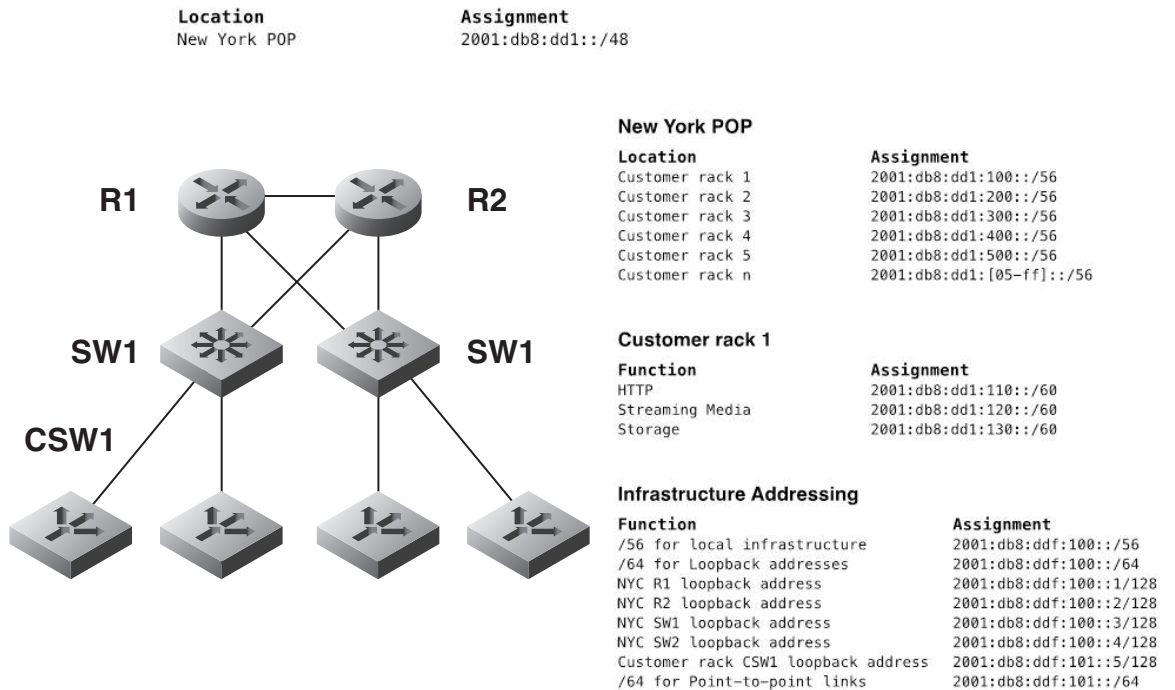 Location Assignment
New York POP 2001:db8:dd1::/48
New York POP
Location Assignment
Customer rack 1 2001:db8:dd1:100::/56
Customer rack 2 2001:db8:dd1:200::/56
Customer rack 3 2001:db8:dd1:300::/56
Customer rack 4 2001:db8:dd1:400::/56
Customer rack 5 2001:db8:dd1:500::/56
Customer rack n 2001:db8:dd1:[05-ff]::/56
R1
R2
SW1
SW1
CSW1
Customer rack 1
Function Assignment
HTTP 2001:db8:dd1:110::/60
Streaming Media 2001:db8:dd1:120::/60
Storage 2001:db8:dd1:130::/60
Infrastructure Addressing
Function Assignment
/56 for local infrastructure 2001:db8:ddf:100::/56
/64 for Loopback addresses 2001:db8:ddf:100::/64
NYC R1 loopback address 2001:db8:ddf:100::1/128
NYC R2 loopback address 2001:db8:ddf:100::2/128
NYC SW1 loopback address 2001:db8:ddf:100::3/128
NYC SW2 loopback address 2001:db8:ddf:100::4/128
Customer rack CSW1 loopback address 2001:db8:ddf:101::5/128
/64 for Point-to-point links 2001:db8:ddf:101::/64